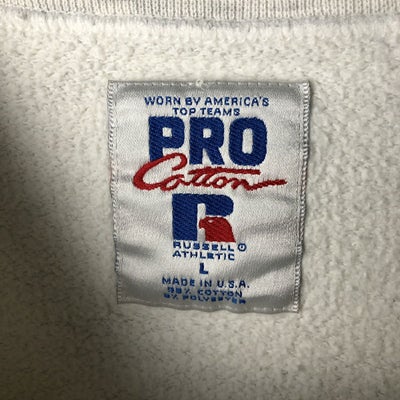 WORN BY AMERICA'S
TOP TEAMS
PRO
Cotton
R
RUSSELL ®
ATHLETIC
L
MADE IN U.S.A.
COTTON
POLYESTER